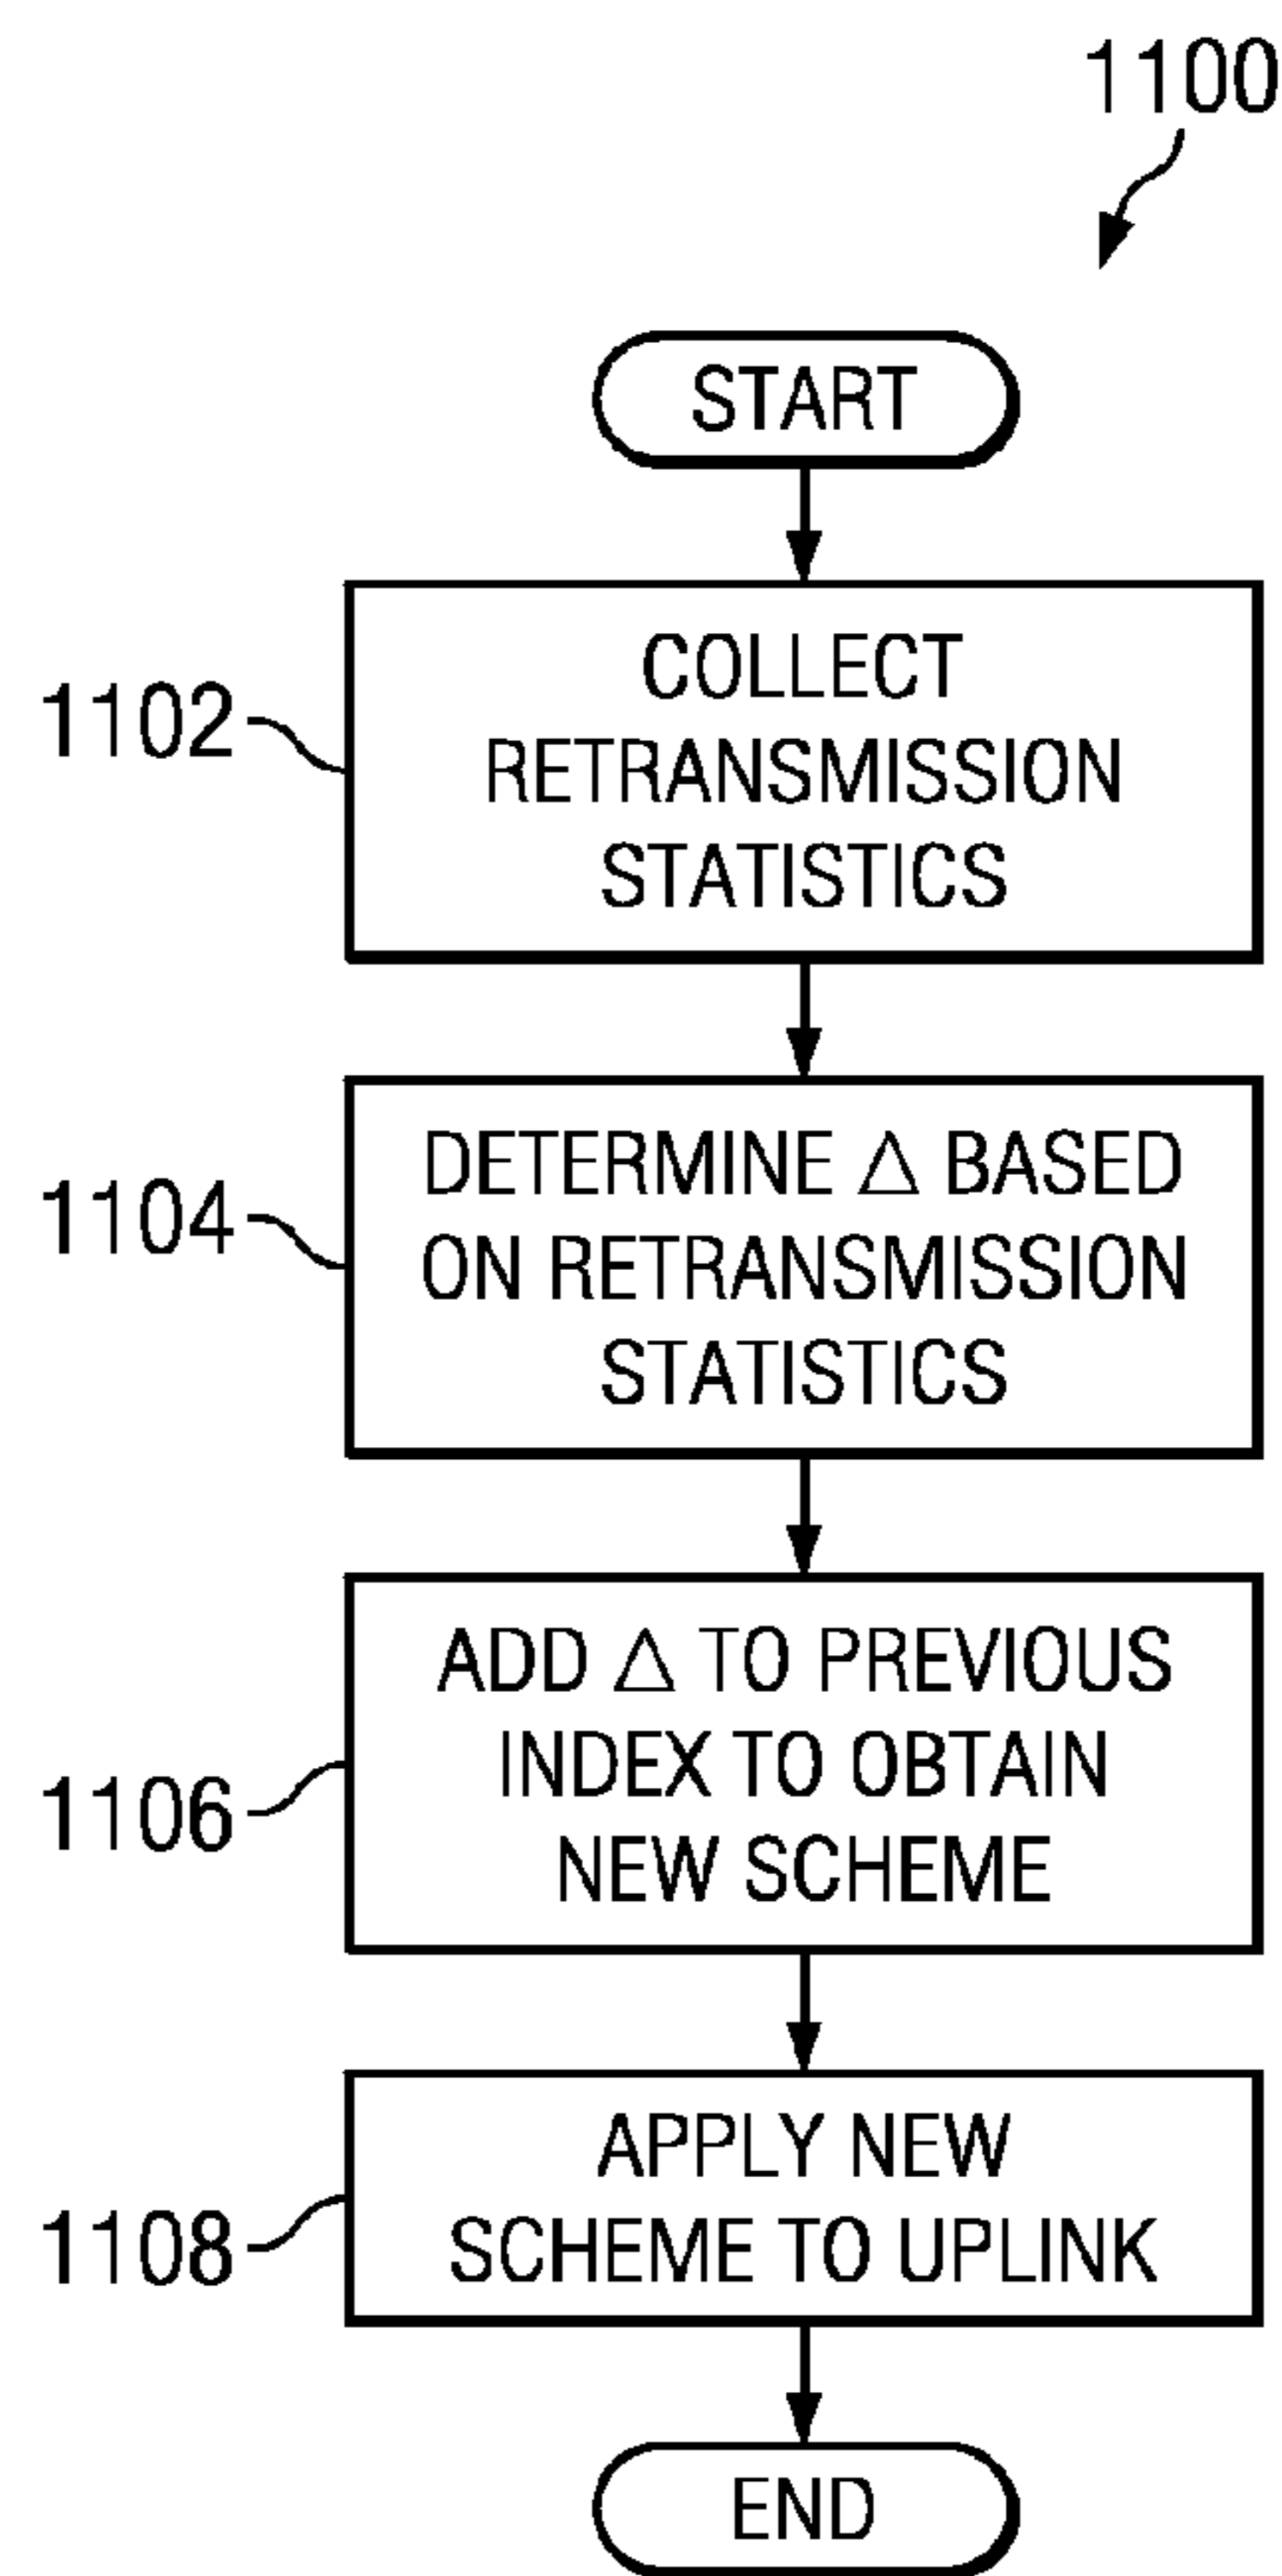 1100
START
1102
COLLECT
RETRANSMISSION
STATISTICS
1104
DETERMINE △ BASED
ON RETRANSMISSION
STATISTICS
1106
ADD △ TO PREVIOUS
INDEX TO OBTAIN
NEW SCHEME
1108
APPLY NEW
SCHEME TO UPLINK
END